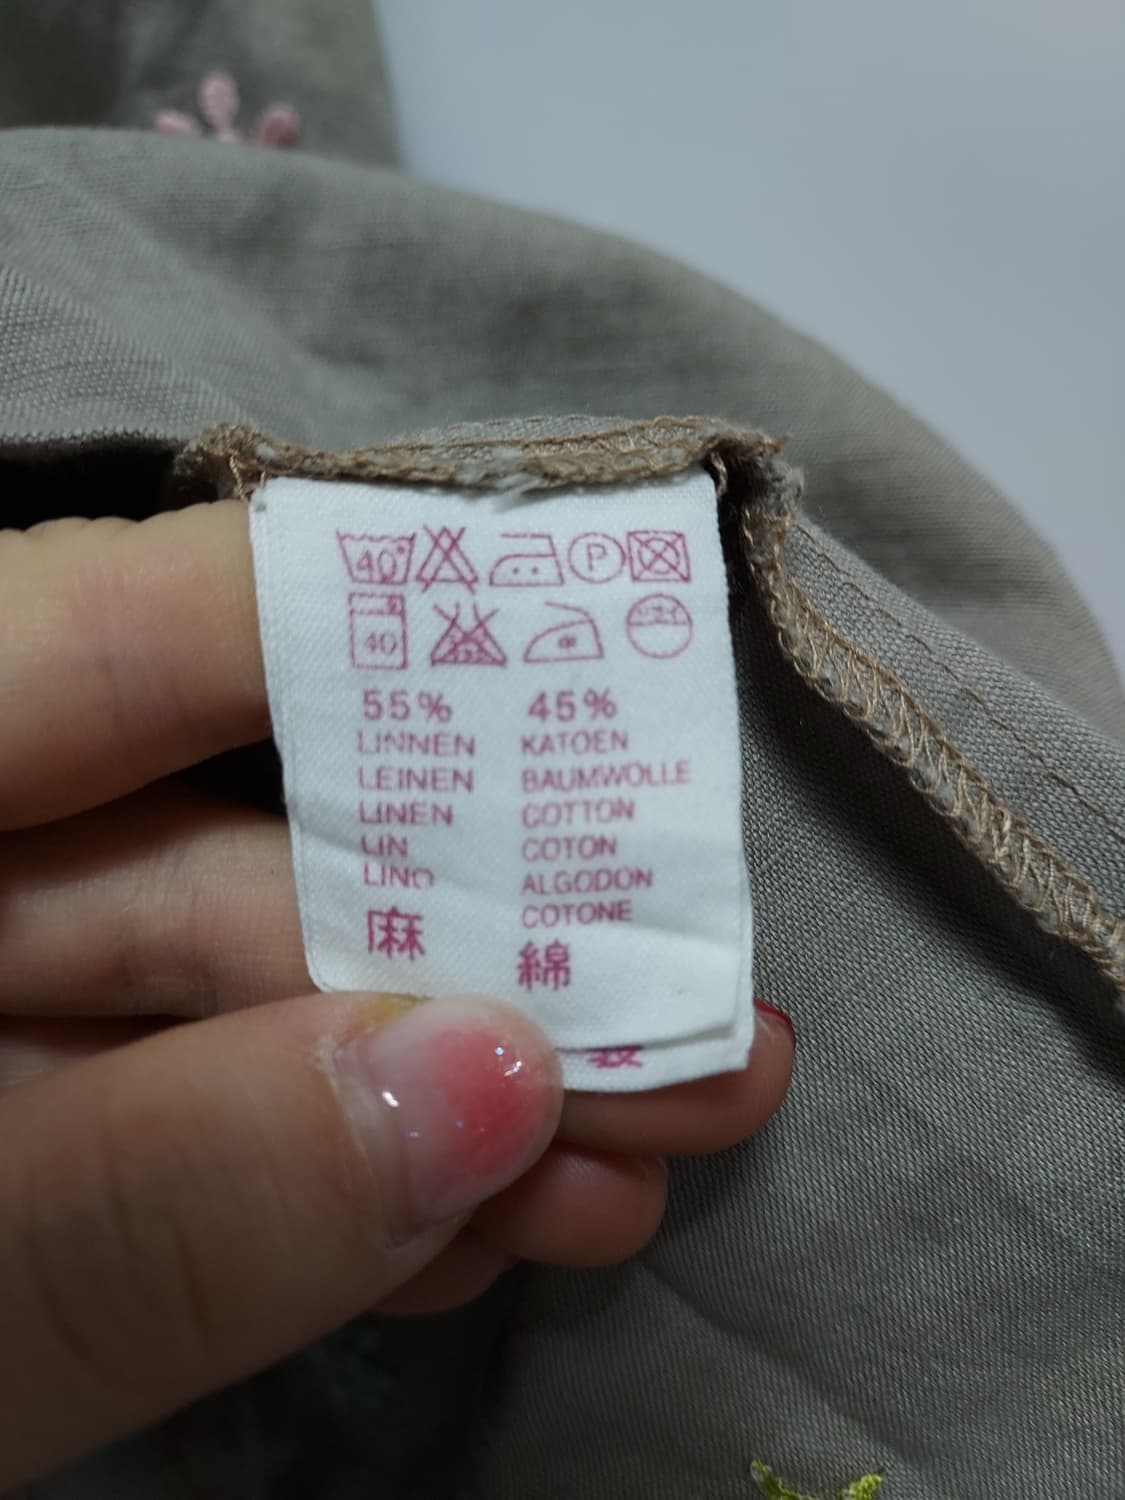 40° P
40
55% 45%
LINNEN KATOEN
LEINEN BAUMWOLLE
LINEN COTTON
LIN COTON
LINO ALGODON
COTONE
麻 綿